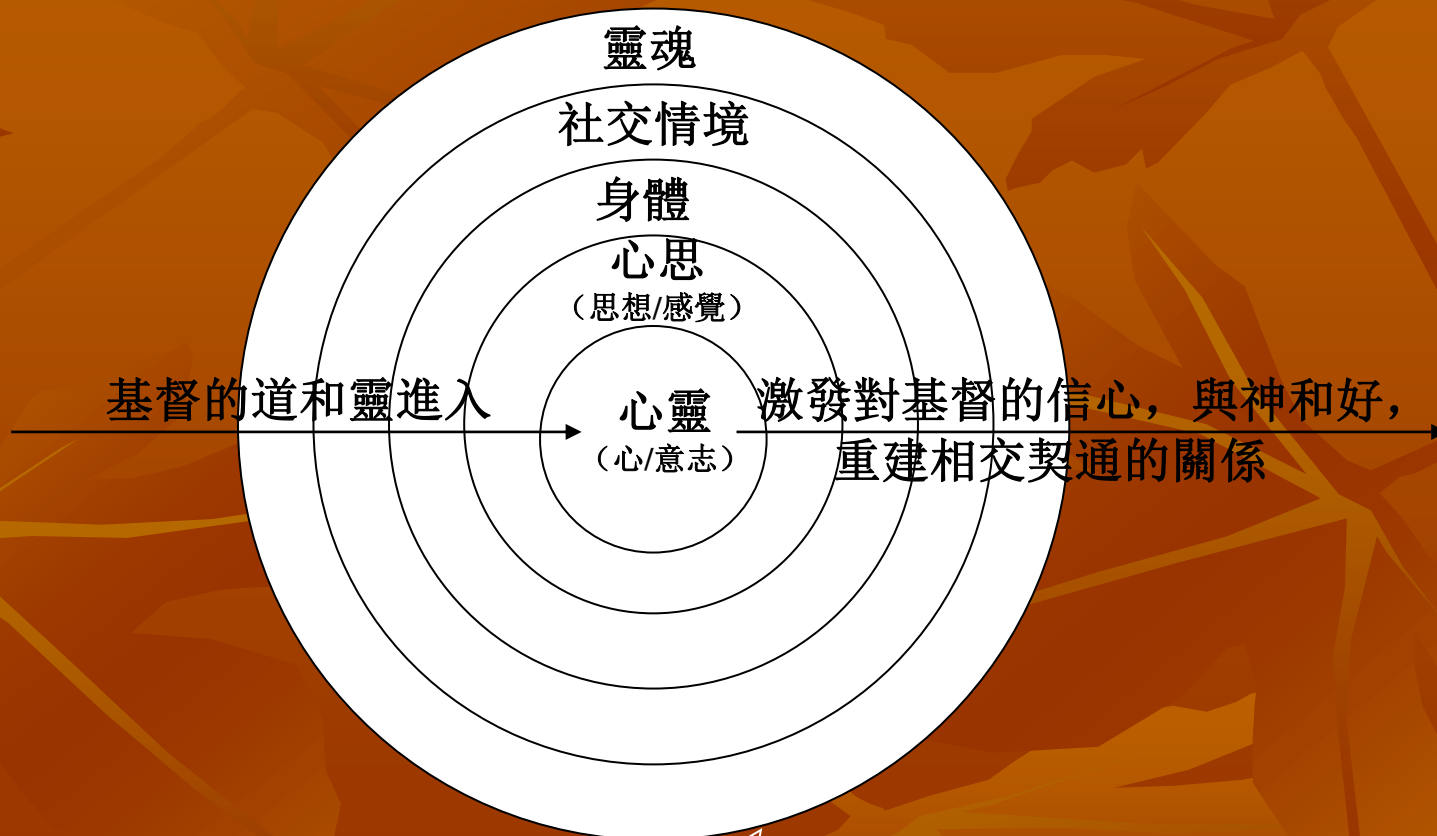 靈魂
社交情境
身體
心思
（思想/感覺）
基督的道和靈進入
心靈
（心/意志）
激發對基督的信心，與神和好，
重建相交契通的關係